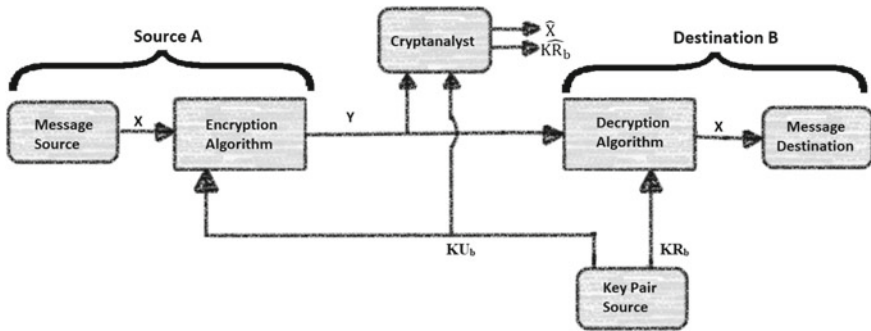 Source A
Destination B
Cryptanalyst
X̂
K̂R̂b
Message
Source
X
Encryption
Algorithm
Y
Decryption
Algorithm
X
Message
Destination
KUb
KRb
Key Pair
Source